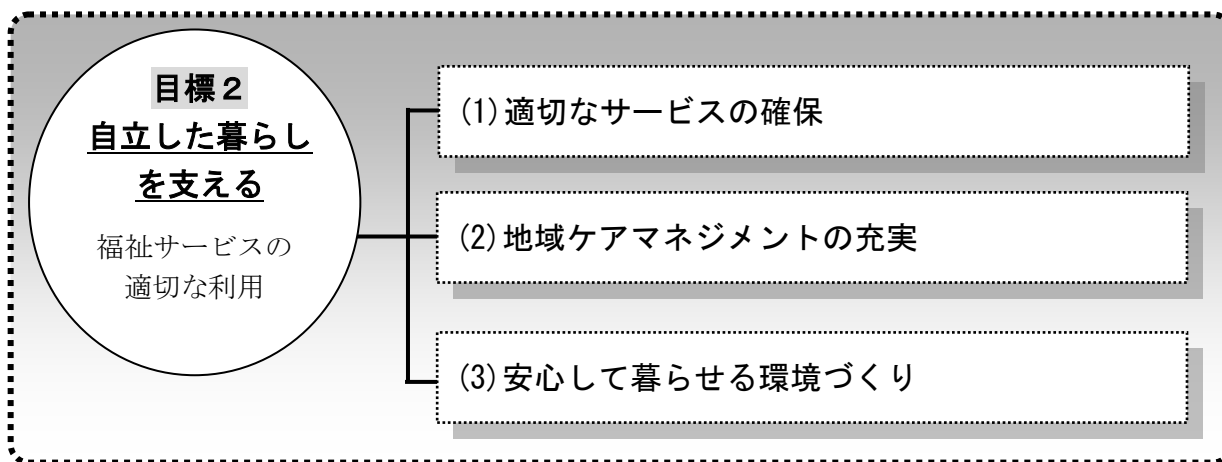 目標２
自立した暮らし
を支える
福祉サービスの
適切な利用
(1)適切なサービスの確保
(2)地域ケアマネジメントの充実
(3)安心して暮らせる環境づくり